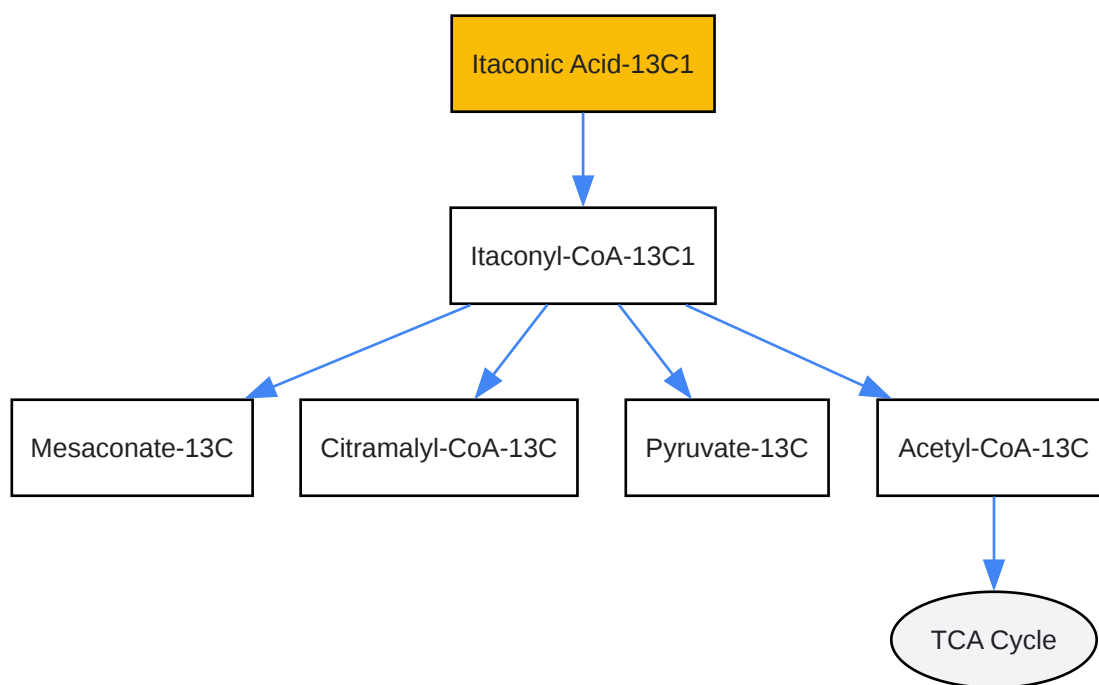 Itaconic Acid-13C1
Itaconyl-CoA-13C1
Mesaconate-13C
Citramalyl-CoA-13C
Pyruvate-13C
Acetyl-CoA-13C
TCA Cycle